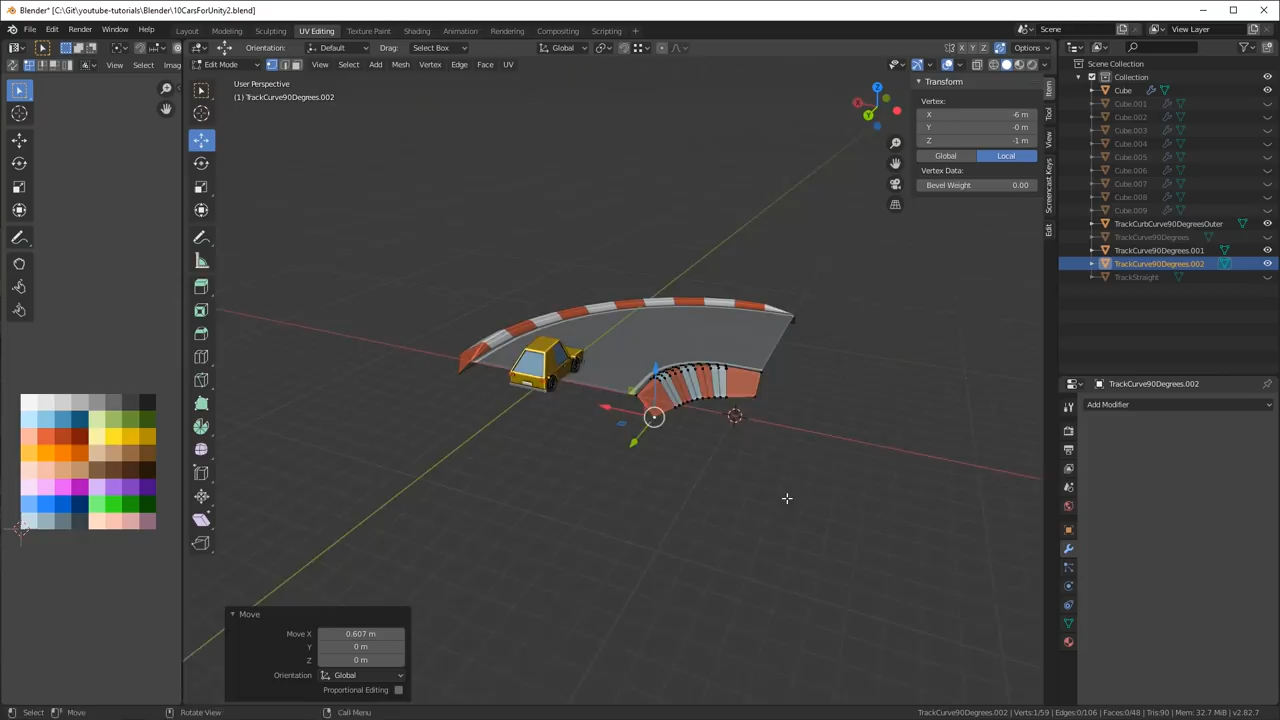 Blender* [C:\Git\youtube-tutorials\Blender\10CarsForUnity2.blend]
File Edit Render Window Help Layout Modeling Sculpting UV Editing Texture Paint Shading Animation Rendering Compositing Scripting Scene View Layer
Orientation: Default Drag: Select Box Global X Y Z Options
View Select Imag Edit Mode View Select Add Mesh Vertex Edge Face UV
User Perspective
(1) TrackCurve90Degrees.002
Z
X
Y
Transform
Vertex:
X -6 m
Y -0 m
Z -1 m
Global Local
Vertex Data:
Bevel Weight 0.00
Item
Tool
View
Screencast Keys
Edit
Scene Collection
Collection
Cube
Cube.001
Cube.002
Cube.003
Cube.004
Cube.005
Cube.006
Cube.007
Cube.008
Cube.009
TrackCurbCurve90DegreesOuter
TrackCurve90Degrees
TrackCurve90Degrees.001
TrackCurve90Degrees.002
TrackStraight
TrackCurve90Degrees.002
Add Modifier
Move
Move X 0.607 m
Y 0 m
Z 0 m
Orientation Global
Proportional Editing
Select Move Rotate View Call Menu TrackCurve90Degrees.002 | Verts:1/59 | Edges:0/106 | Faces:0/48 | Tris:90 | Mem: 32.7 MiB | v2.82.7